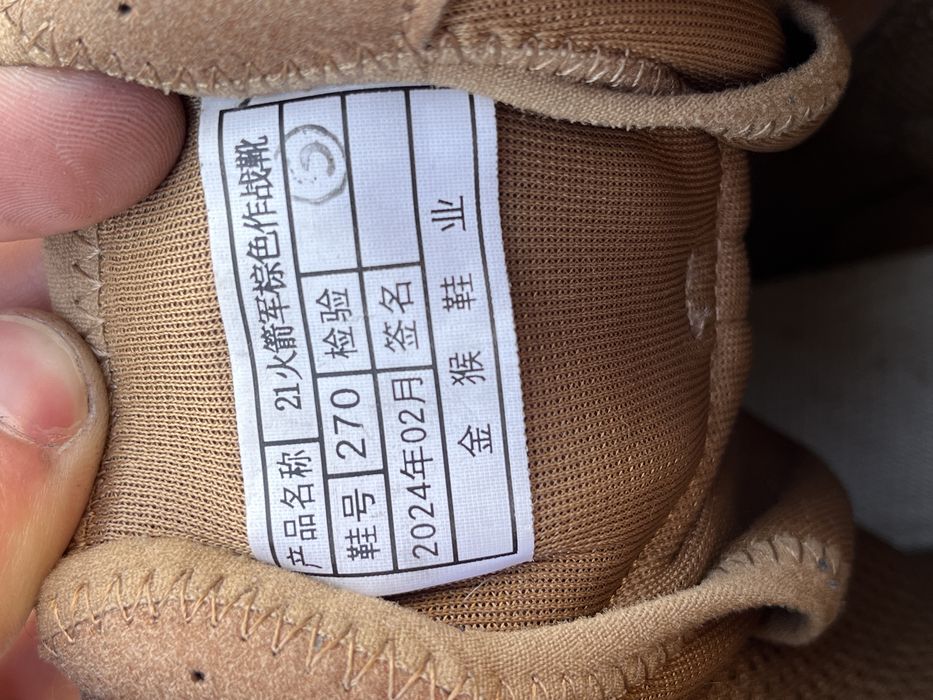 产品名称 21火箭军棕色作战靴
鞋号 270 检验
2024年02月 签名
金猴鞋业